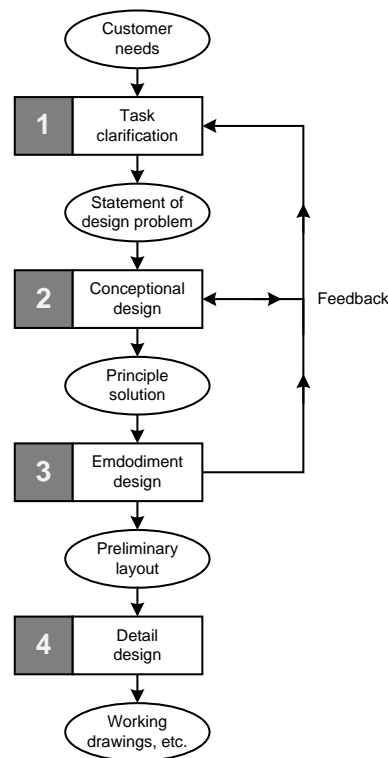 Customer
needs
1
Task
clarification
Statement of
design problem
2
Conceptional
design
Feedback
Principle
solution
3
Emdodiment
design
Preliminary
layout
4
Detail
design
Working
drawings, etc.